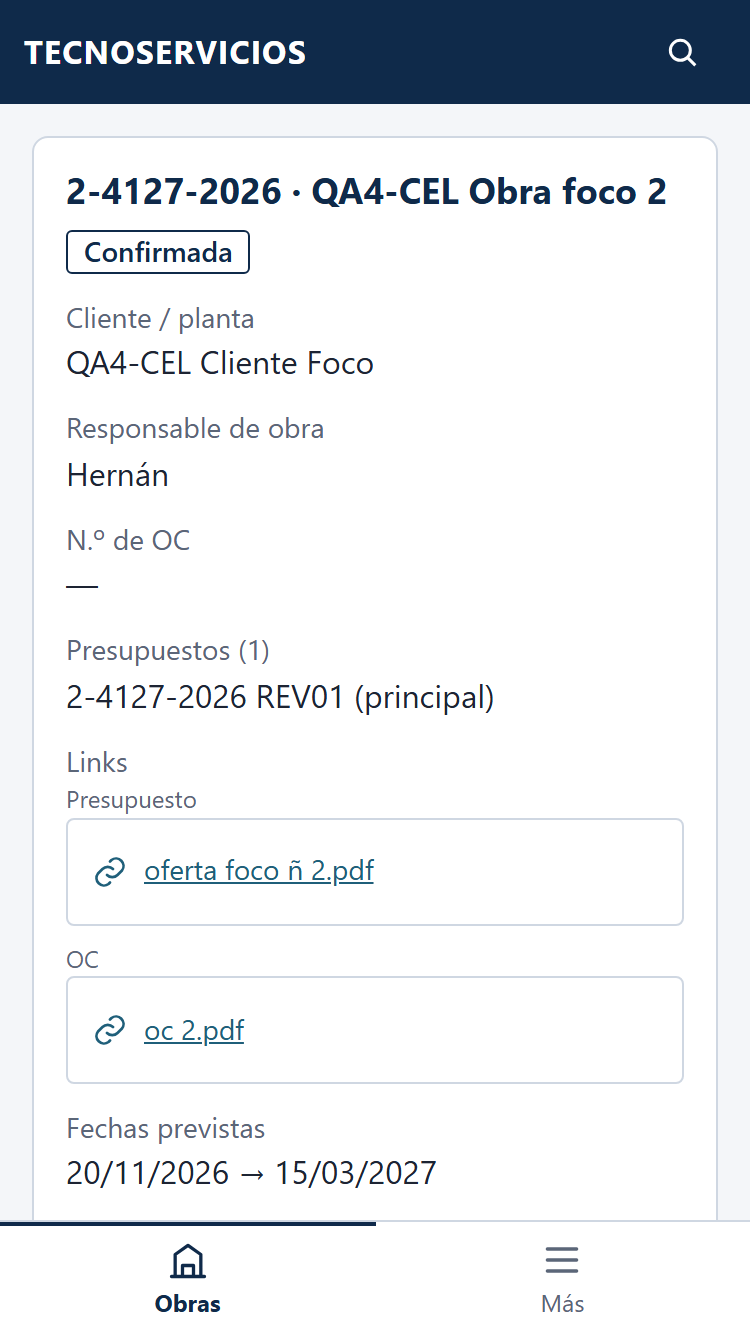 TECNOSERVICIOS
2-4127-2026 · QA4-CEL Obra foco 2
Confirmada
Cliente / planta
QA4-CEL Cliente Foco
Responsable de obra
Hernán
N.º de OC
—
Presupuestos (1)
2-4127-2026 REV01 (principal)
Links
Presupuesto
oferta foco ñ 2.pdf
OC
oc 2.pdf
Fechas previstas
20/11/2026 → 15/03/2027
Obras
Más